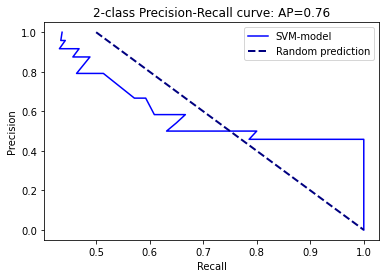 2-class Precision-Recall curve: AP=0.76
SVM-model
Random prediction
Precision
1.0
0.8
0.6
0.4
0.2
0.0
0.5 0.6 0.7 0.8 0.9 1.0
Recall